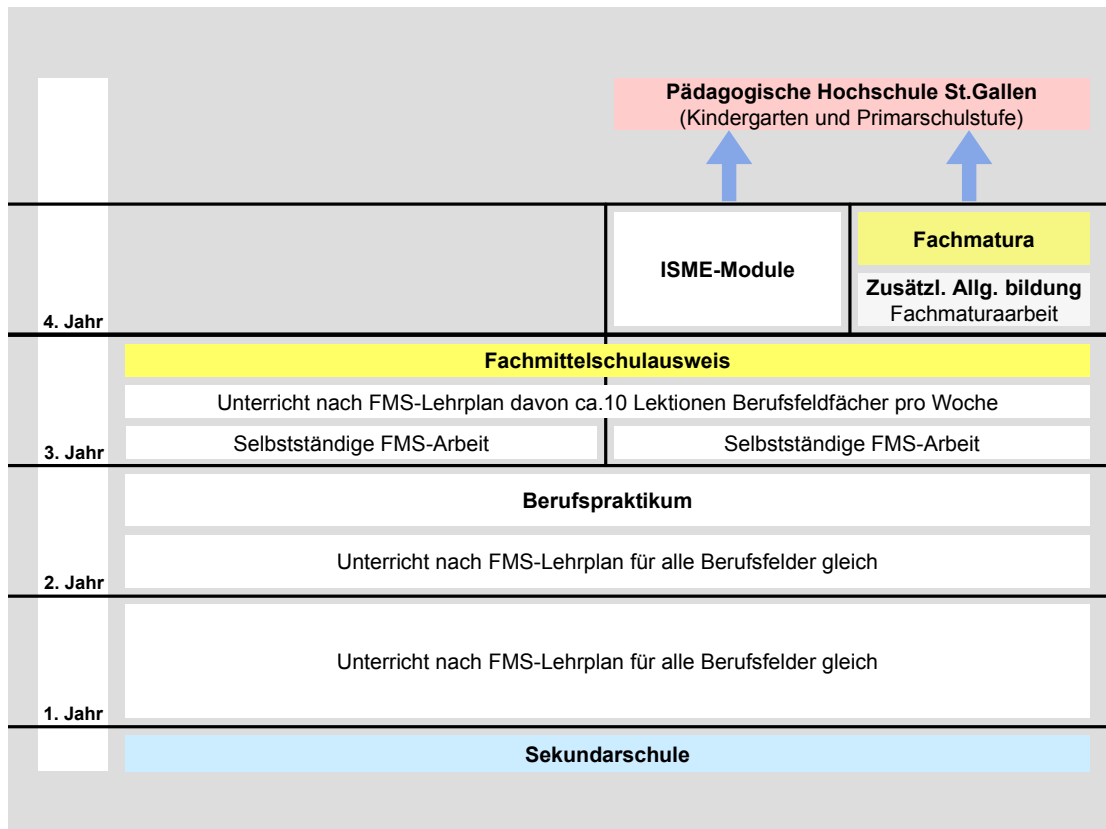 Pädagogische Hochschule St.Gallen
(Kindergarten und Primarschulstufe)
Fachmatura
ISME-Module
Zusätzl. Allg. bildung
Fachmaturaarbeit
4. Jahr
Fachmittelschulausweis
Unterricht nach FMS-Lehrplan davon ca.10 Lektionen Berufsfeldfächer pro Woche
Selbstständige FMS-Arbeit
Selbstständige FMS-Arbeit
3. Jahr
Berufspraktikum
Unterricht nach FMS-Lehrplan für alle Berufsfelder gleich
2. Jahr
Unterricht nach FMS-Lehrplan für alle Berufsfelder gleich
1. Jahr
Sekundarschule